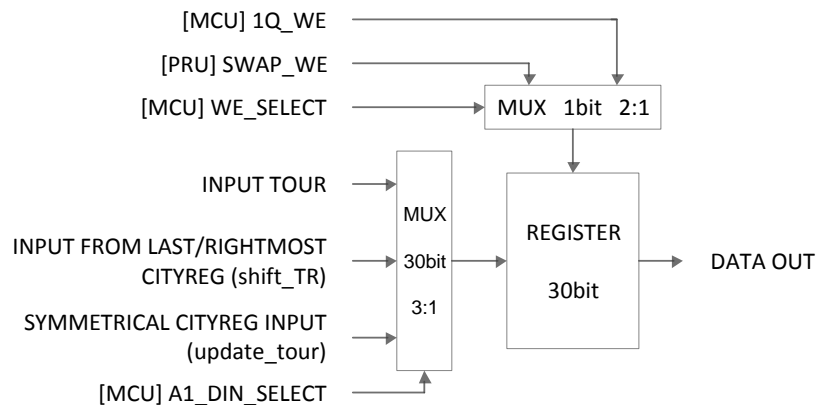 [MCU] 1Q_WE
[PRU] SWAP_WE
[MCU] WE_SELECT
MUX 1bit 2:1
INPUT TOUR
MUX
30bit
3:1
INPUT FROM LAST/RIGHTMOST
CITYREG (shift_TR)
SYMMETRICAL CITYREG INPUT
(update_tour)
[MCU] A1_DIN_SELECT
REGISTER
30bit
DATA OUT